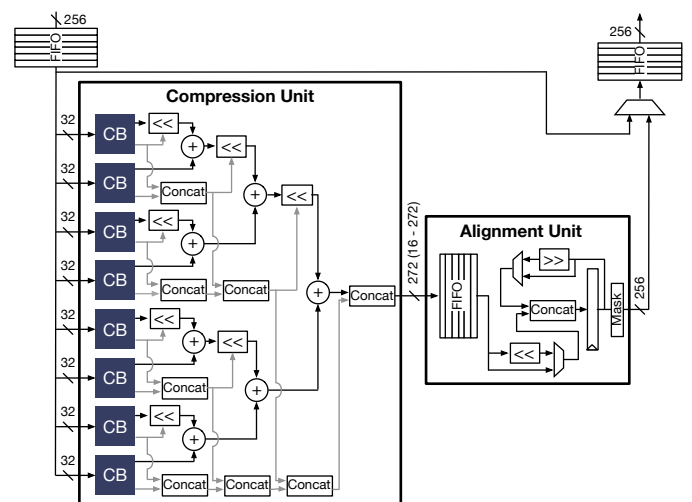 256
FIFO
256
FIFO
Compression Unit
32
CB
<<
+
<<
32
CB
Concat
+
<<
32
CB
<<
+
32
CB
Concat
Concat
+
Concat
272 (16 - 272)
32
CB
<<
+
<<
32
CB
Concat
+
32
CB
<<
+
32
CB
Concat
Concat
Concat
Alignment Unit
FIFO
>>
Concat
<<
Mask
256